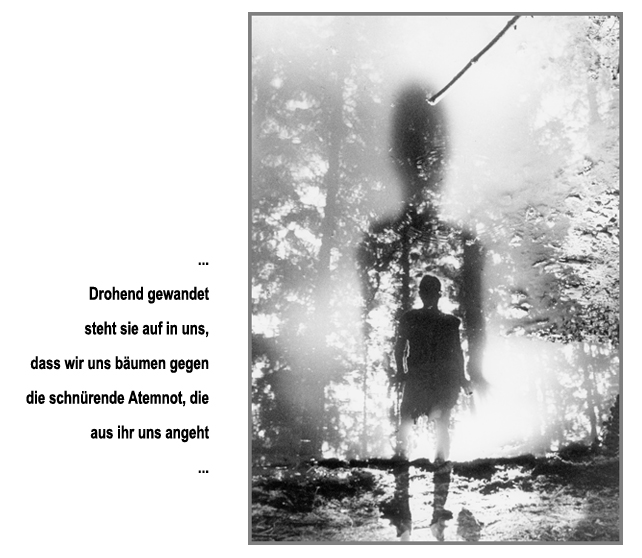 ...
Drohend gewandet
steht sie auf in uns,
dass wir uns bäumen gegen
die schnürende Atemnot, die
aus ihr uns angeht
...